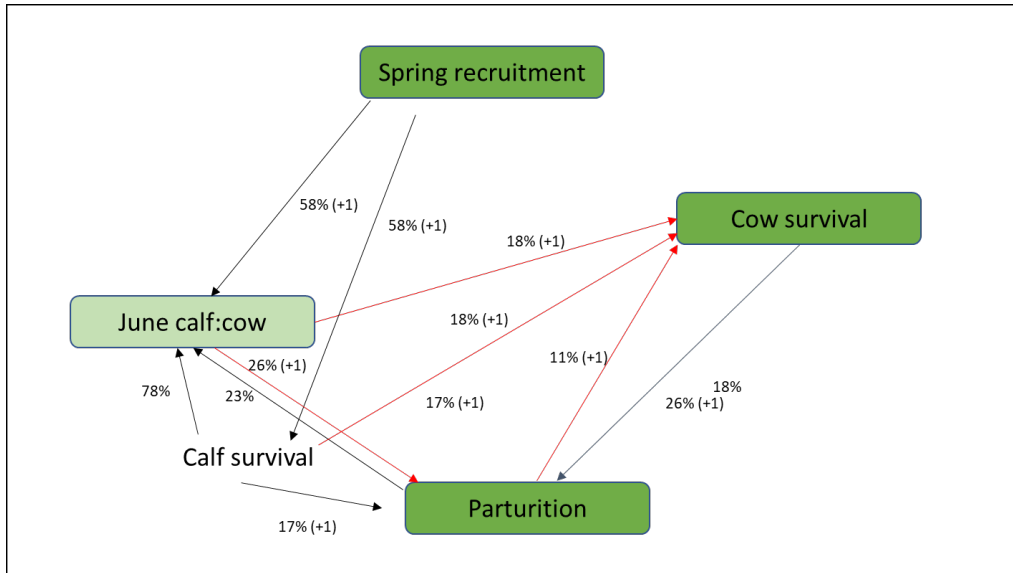 Spring recruitment
58% (+1)
58% (+1)
Cow survival
18% (+1)
June calf:cow
18% (+1)
26% (+1)
11% (+1)
78%
23%
17% (+1)
18%
26% (+1)
Calf survival
Parturition
17% (+1)